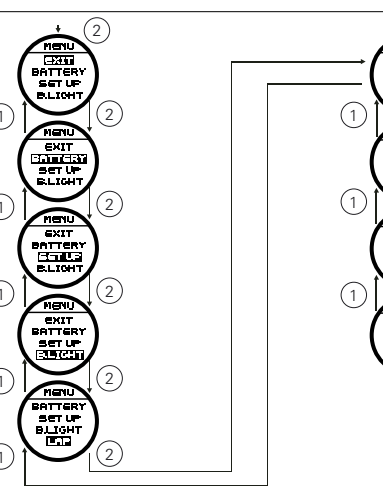 2
MENU
EXIT
BATTERY
SET UP
B.LIGHT
1
2
1
MENU
EXIT
BATTERY
SET UP
B.LIGHT
1
2
1
MENU
EXIT
BATTERY
SET UP
B.LIGHT
1
2
1
MENU
EXIT
BATTERY
SET UP
B.LIGHT
1
2
MENU
BATTERY
SET UP
B.LIGHT
LAP
1
2